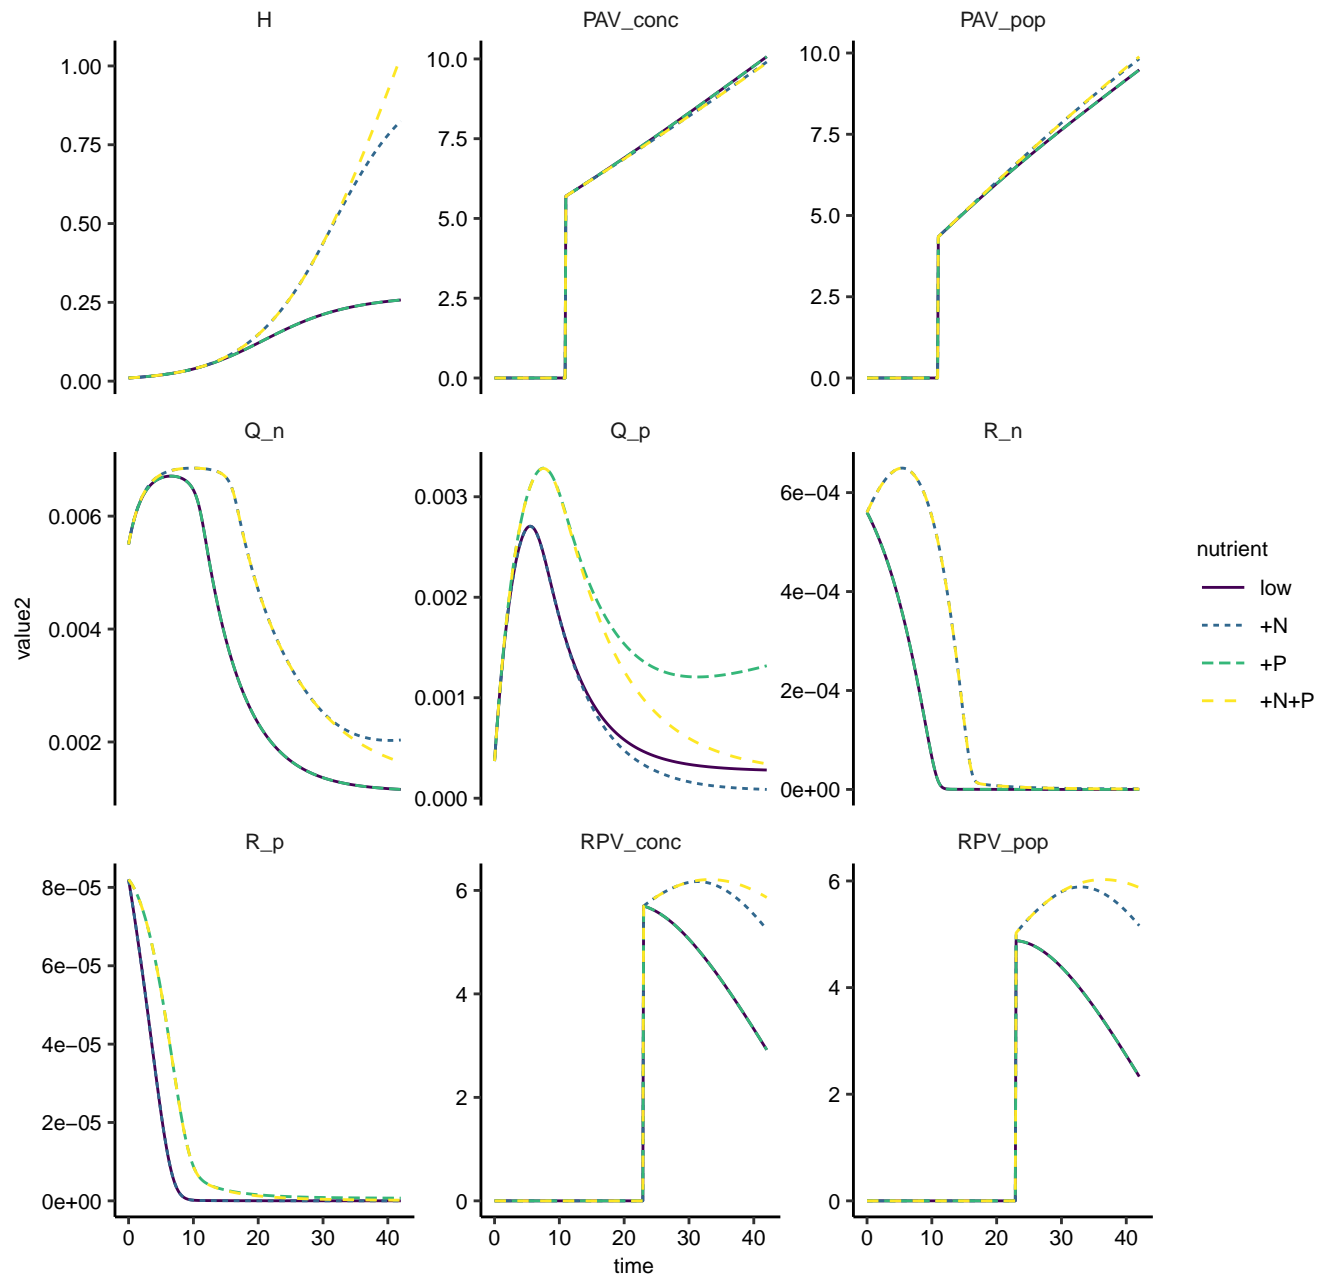 H
PAV_conc
PAV_pop
1.00
0.75
0.50
0.25
0.00
10.0
7.5
5.0
2.5
0.0
10.0
7.5
5.0
2.5
0.0
Q_n
Q_p
R_n
0.006
0.004
0.002
0.003
0.002
0.001
0.000
6e−04
4e−04
2e−04
0e+00
value2
nutrient
low
+N
+P
+N+P
R_p
RPV_conc
RPV_pop
8e−05
6e−05
4e−05
2e−05
0e+00
6
4
2
0
6
4
2
0
0 10 20 30 40
0 10 20 30 40
0 10 20 30 40
time